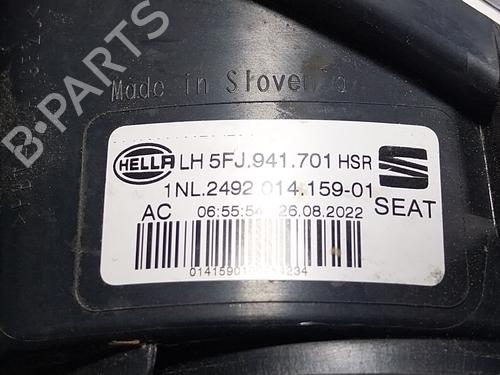 Made in Slovenia
HELLA LH 5FJ.941.701 HSR
1NL.2492 014.159-01
AC 06:55:54 26.08.2022 SEAT
B-PARTS